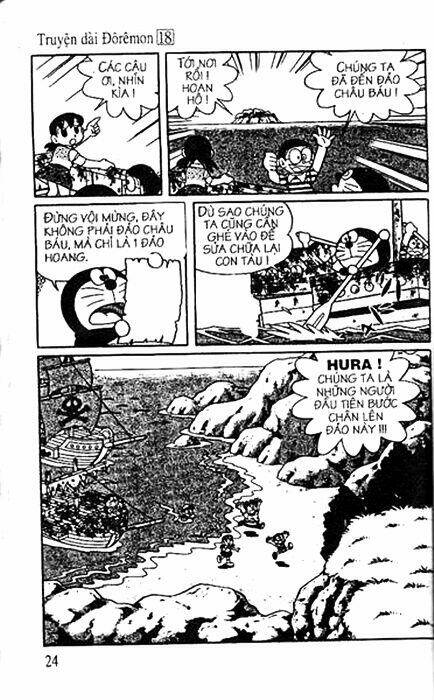 Truyện dài Đôrêmon 18
CÁC CẬU
ƠI, NHÌN
KÌA !
TỚI NƠI
RỒI !
HOAN
HÔ !
CHÚNG TA
ĐÃ ĐẾN ĐẢO
CHÂU BÁU !
ĐỪNG VỘI MỪNG, ĐÂY
KHÔNG PHẢI ĐẢO CHÂU
BÁU, MÀ CHỈ LÀ 1 ĐẢO
HOANG.
DÙ SAO CHÚNG
TA CŨNG CẦN
GHÉ VÀO ĐỂ
SỬA CHỮA LẠI
CON TÀU !
HURA !
CHÚNG TA LÀ
NHỮNG NGƯỜI
ĐẦU TIÊN BƯỚC
CHÂN LÊN
ĐẢO NÀY !!!
24